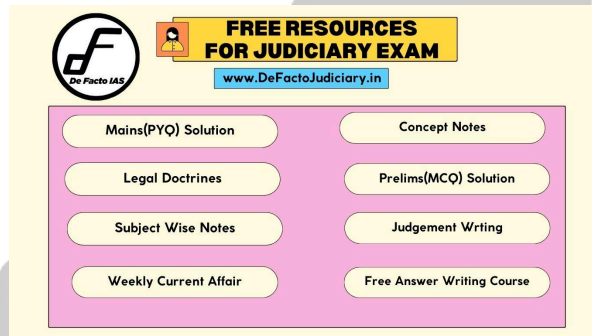 De Facto IAS
FREE RESOURCES
FOR JUDICIARY EXAM
www.DeFactoJudiciary.in
Mains(PYQ) Solution
Concept Notes
Legal Doctrines
Prelims(MCQ) Solution
Subject Wise Notes
Judgement Wrting
Weekly Current Affair
Free Answer Writing Course